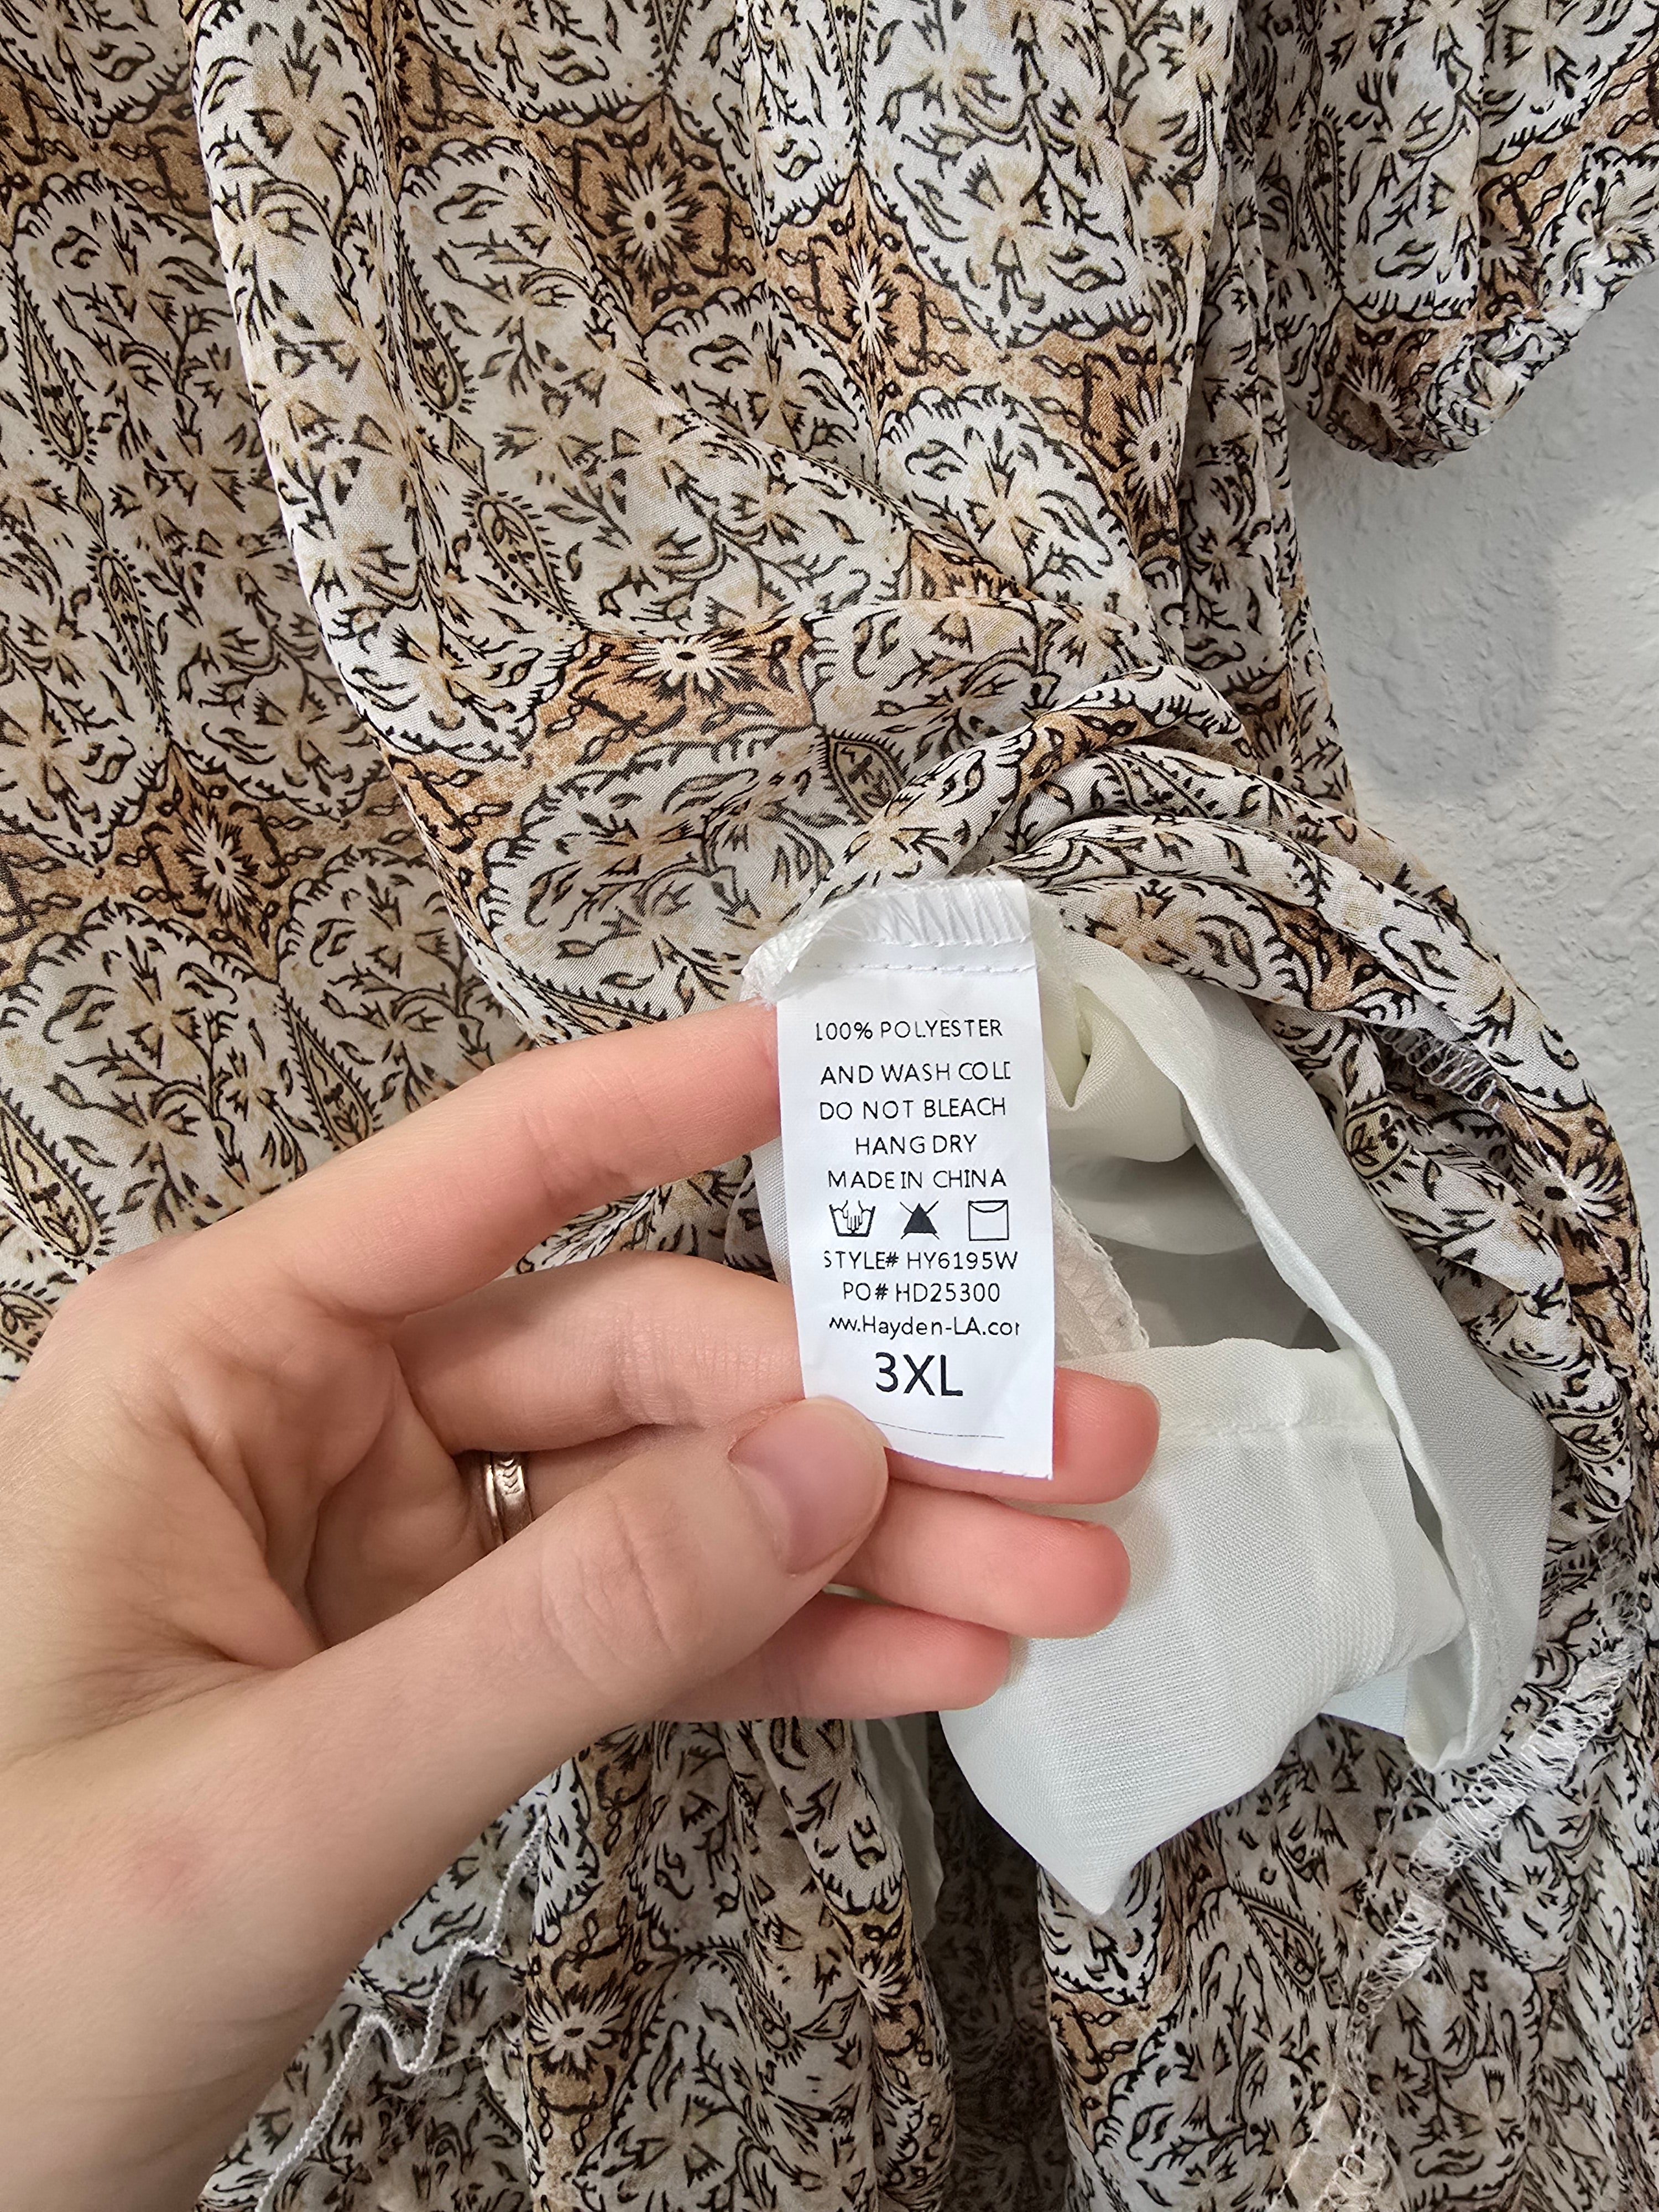 100% POLYESTER
AND WASH COLD
DO NOT BLEACH
HANG DRY
MADE IN CHINA
STYLE# HY6195W
PO# HD25300
ww.Hayden-LA.com
3XL